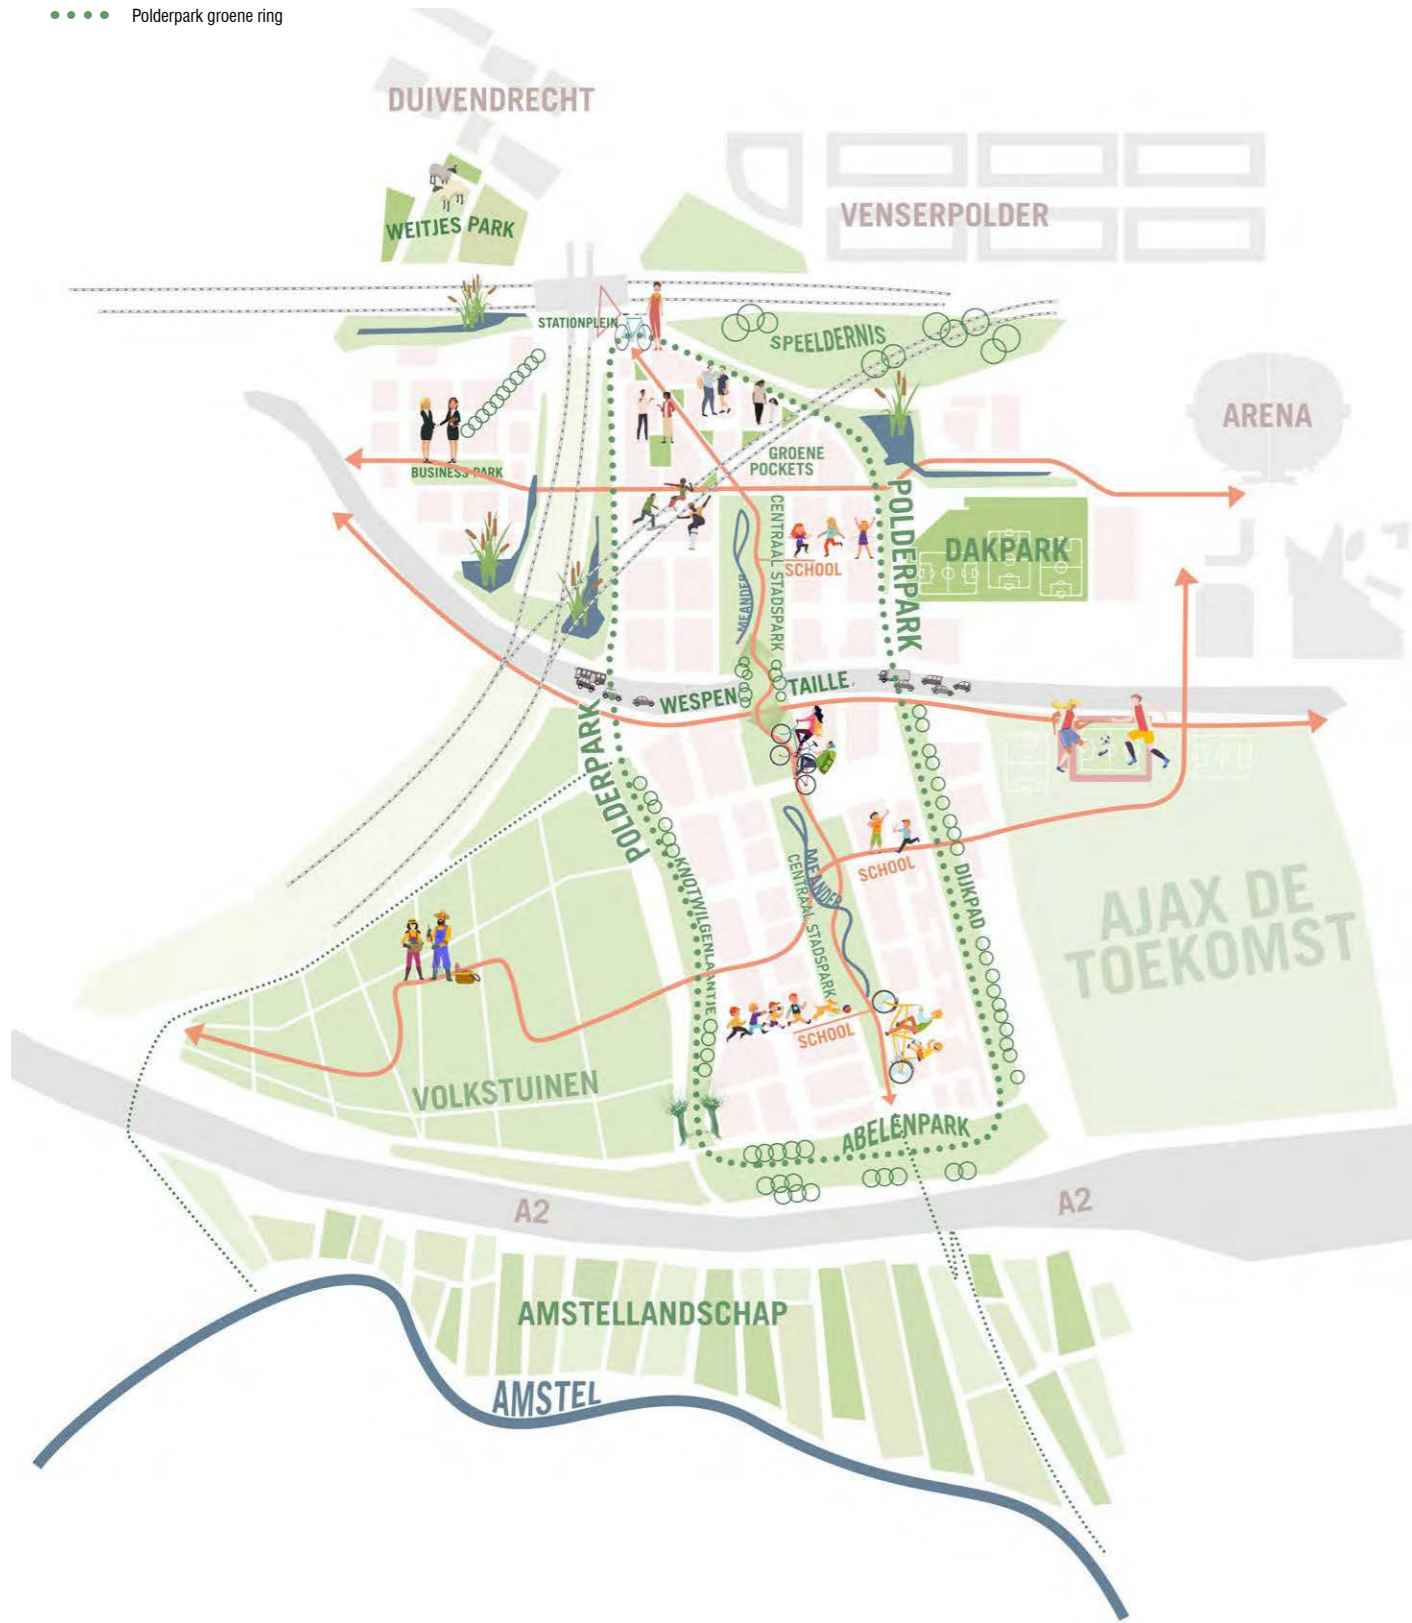 Polderpark groene ring
DUIVENDRECHT
WEITJES PARK
VENSERPOLDER
STATIONPLEIN
SPEELDERNIS
ARENA
BUSINESS PARK
GROENE
POCKETS
POLDERPARK
CENTRAAL STADSPARK
MEANDER
SCHOOL
DAKPARK
WESPEN
TAILLE
POLDERPARK
KNOTWILGENLAANTJE
MEANDER
CENTRAAL STADSPARK
SCHOOL
DIJKPAD
AJAX DE
TOEKOMST
SCHOOL
VOLKSTUINEN
ABELENPARK
A2
A2
AMSTELLANDSCHAP
AMSTEL